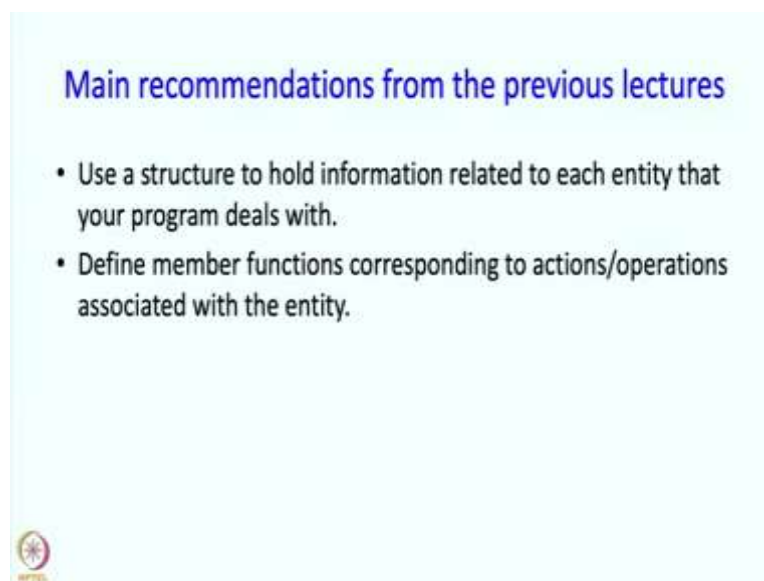 Main recommendations from the previous lectures
• Use a structure to hold information related to each entity that
your program deals with.
• Define member functions corresponding to actions/operations
associated with the entity.
NPTEL